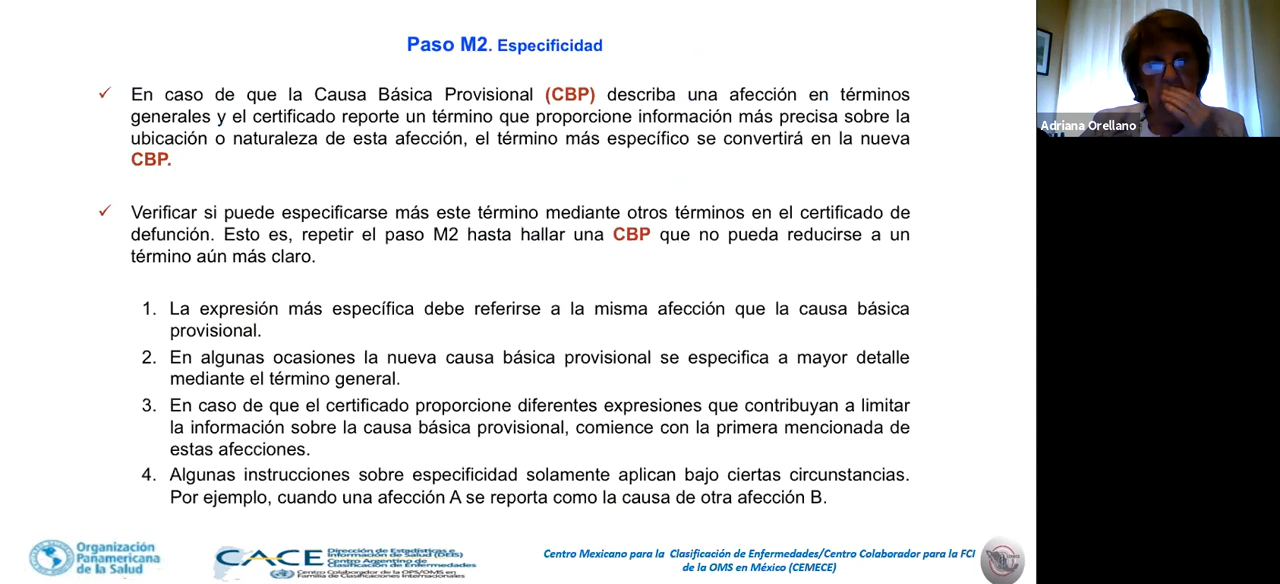 Paso M2. Especificidad
En caso de que la Causa Básica Provisional (CBP) describa una afección en términos
generales y el certificado reporte un término que proporcione información más precisa sobre la
ubicación o naturaleza de esta afección, el término más específico se convertirá en la nueva
CBP.
Verificar si puede especificarse más este término mediante otros términos en el certificado de
defunción. Esto es, repetir el paso M2 hasta hallar una CBP que no pueda reducirse a un
término aún más claro.
1. La expresión más específica debe referirse a la misma afección que la causa básica
provisional.
2. En algunas ocasiones la nueva causa básica provisional se especifica a mayor detalle
mediante el término general.
3. En caso de que el certificado proporcione diferentes expresiones que contribuyan a limitar
la información sobre la causa básica provisional, comience con la primera mencionada de
estas afecciones.
4. Algunas instrucciones sobre especificidad solamente aplican bajo ciertas circunstancias.
Por ejemplo, cuando una afección A se reporta como la causa de otra afección B.
Organización
Panamericana
de la Salud
CACE
Dirección de Estadísticas e
Información de Salud (DEIS)
Centro Argentino de
Clasificación de Enfermedades
Centro Colaborador de la OPS/OMS en
Familia de Clasificaciones Internacionales
Centro Mexicano para la Clasificación de Enfermedades/Centro Colaborador para la FCI
de la OMS en México (CEMECE)
Adriana Orellano